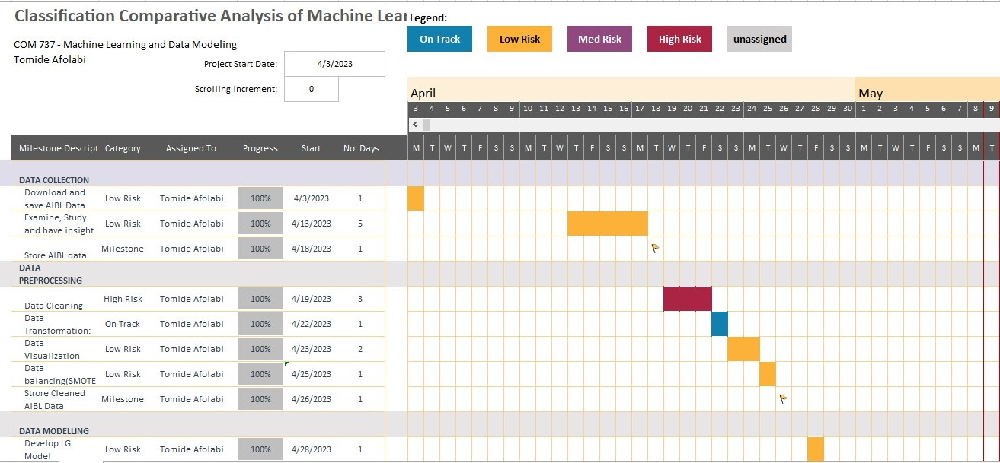 Classification Comparative Analysis of Machine Lear
Legend:
On Track Low Risk Med Risk High Risk unassigned
COM 737 - Machine Learning and Data Modeling
Tomide Afolabi
Project Start Date: 4/3/2023
Scrolling Increment: 0
April May
3 4 5 6 7 8 9 10 11 12 13 14 15 16 17 18 19 20 21 22 23 24 25 26 27 28 29 30 1 2 3 4 5 6 7 8 9
Milestone Descript Category Assigned To Progress Start No. Days M T W T F S S M T W T F S S M T W T F S S M T W T F S S M T W T F S S M T
DATA COLLECTION
Download and
save AIBL Data Low Risk Tomide Afolabi 100% 4/3/2023 1
Examine, Study
and have insight Low Risk Tomide Afolabi 100% 4/13/2023 5
Store AIBL data Milestone Tomide Afolabi 100% 4/18/2023 1
DATA
PREPROCESSING
Data Cleaning High Risk Tomide Afolabi 100% 4/19/2023 3
Data
Transformation: On Track Tomide Afolabi 100% 4/22/2023 1
Data
Visualization Low Risk Tomide Afolabi 100% 4/23/2023 2
Data
balancing(SMOTE Low Risk Tomide Afolabi 100% 4/25/2023 1
Strore Cleaned
AIBL Data Milestone Tomide Afolabi 100% 4/26/2023 1
DATA MODELLING
Develop LG
Model Low Risk Tomide Afolabi 100% 4/28/2023 1